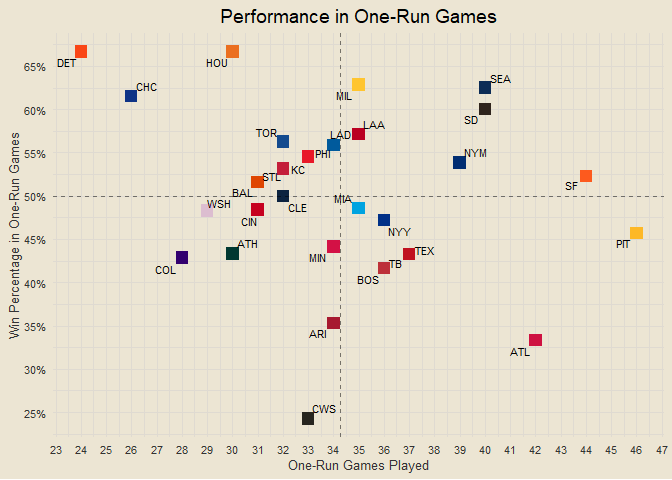 Performance in One-Run Games
Win Percentage in One-Run Games
65%
60%
55%
50%
45%
40%
35%
30%
25%
DET
HOU
CHC
MIL
SEA
SD
TOR
LAD
LAA
PHI
NYM
KC
STL
SF
BAL
WSH
CLE
MIA
CIN
NYY
PIT
ATH
COL
MIN
TEX
TB
BOS
ARI
ATL
CWS
23 24 25 26 27 28 29 30 31 32 33 34 35 36 37 38 39 40 41 42 43 44 45 46 47
One-Run Games Played